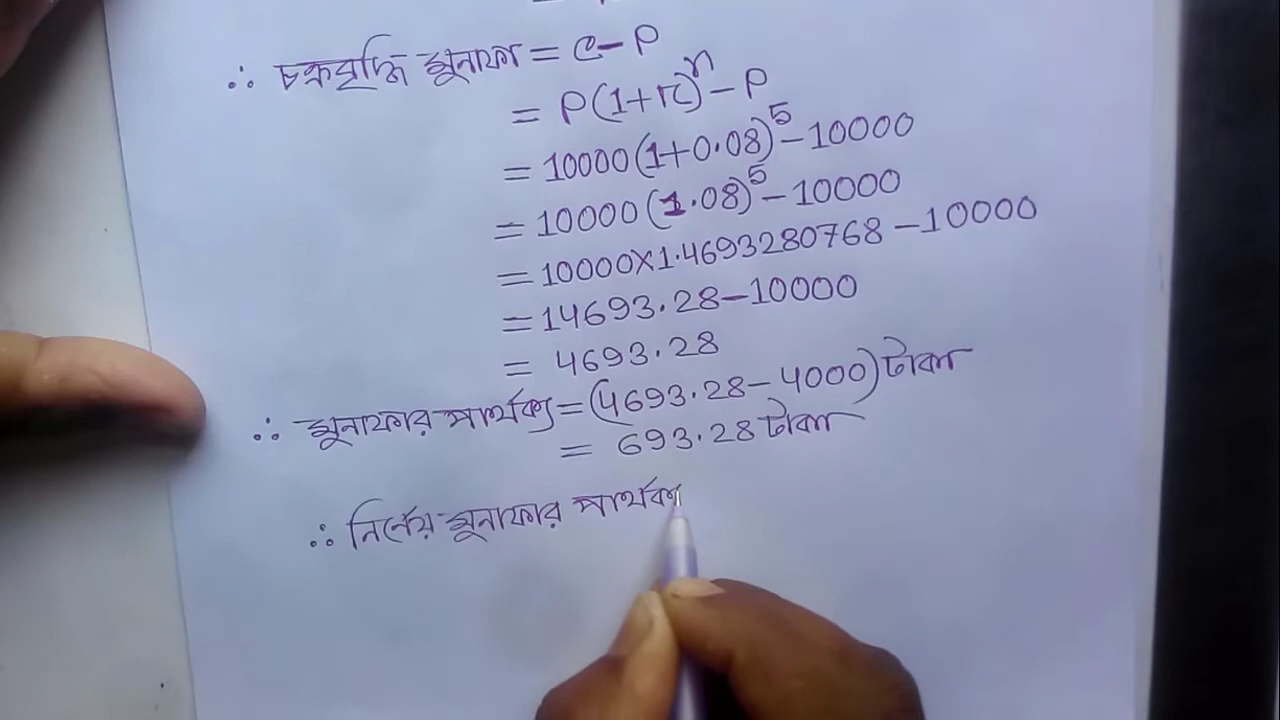 ∴ চক্রবৃদ্ধি মুনাফা = C - P
= P(1+r)ⁿ - P
= 10000(1+0.08)⁵ - 10000
= 10000(1.08)⁵ - 10000
= 10000×1.4693280768 - 10000
= 14693.28 - 10000
= 4693.28
∴ মুনাফার পার্থক্য = (4693.28 - 4000) টাকা
= 693.28 টাকা
∴ নির্ণেয় মুনাফার পার্থক্য